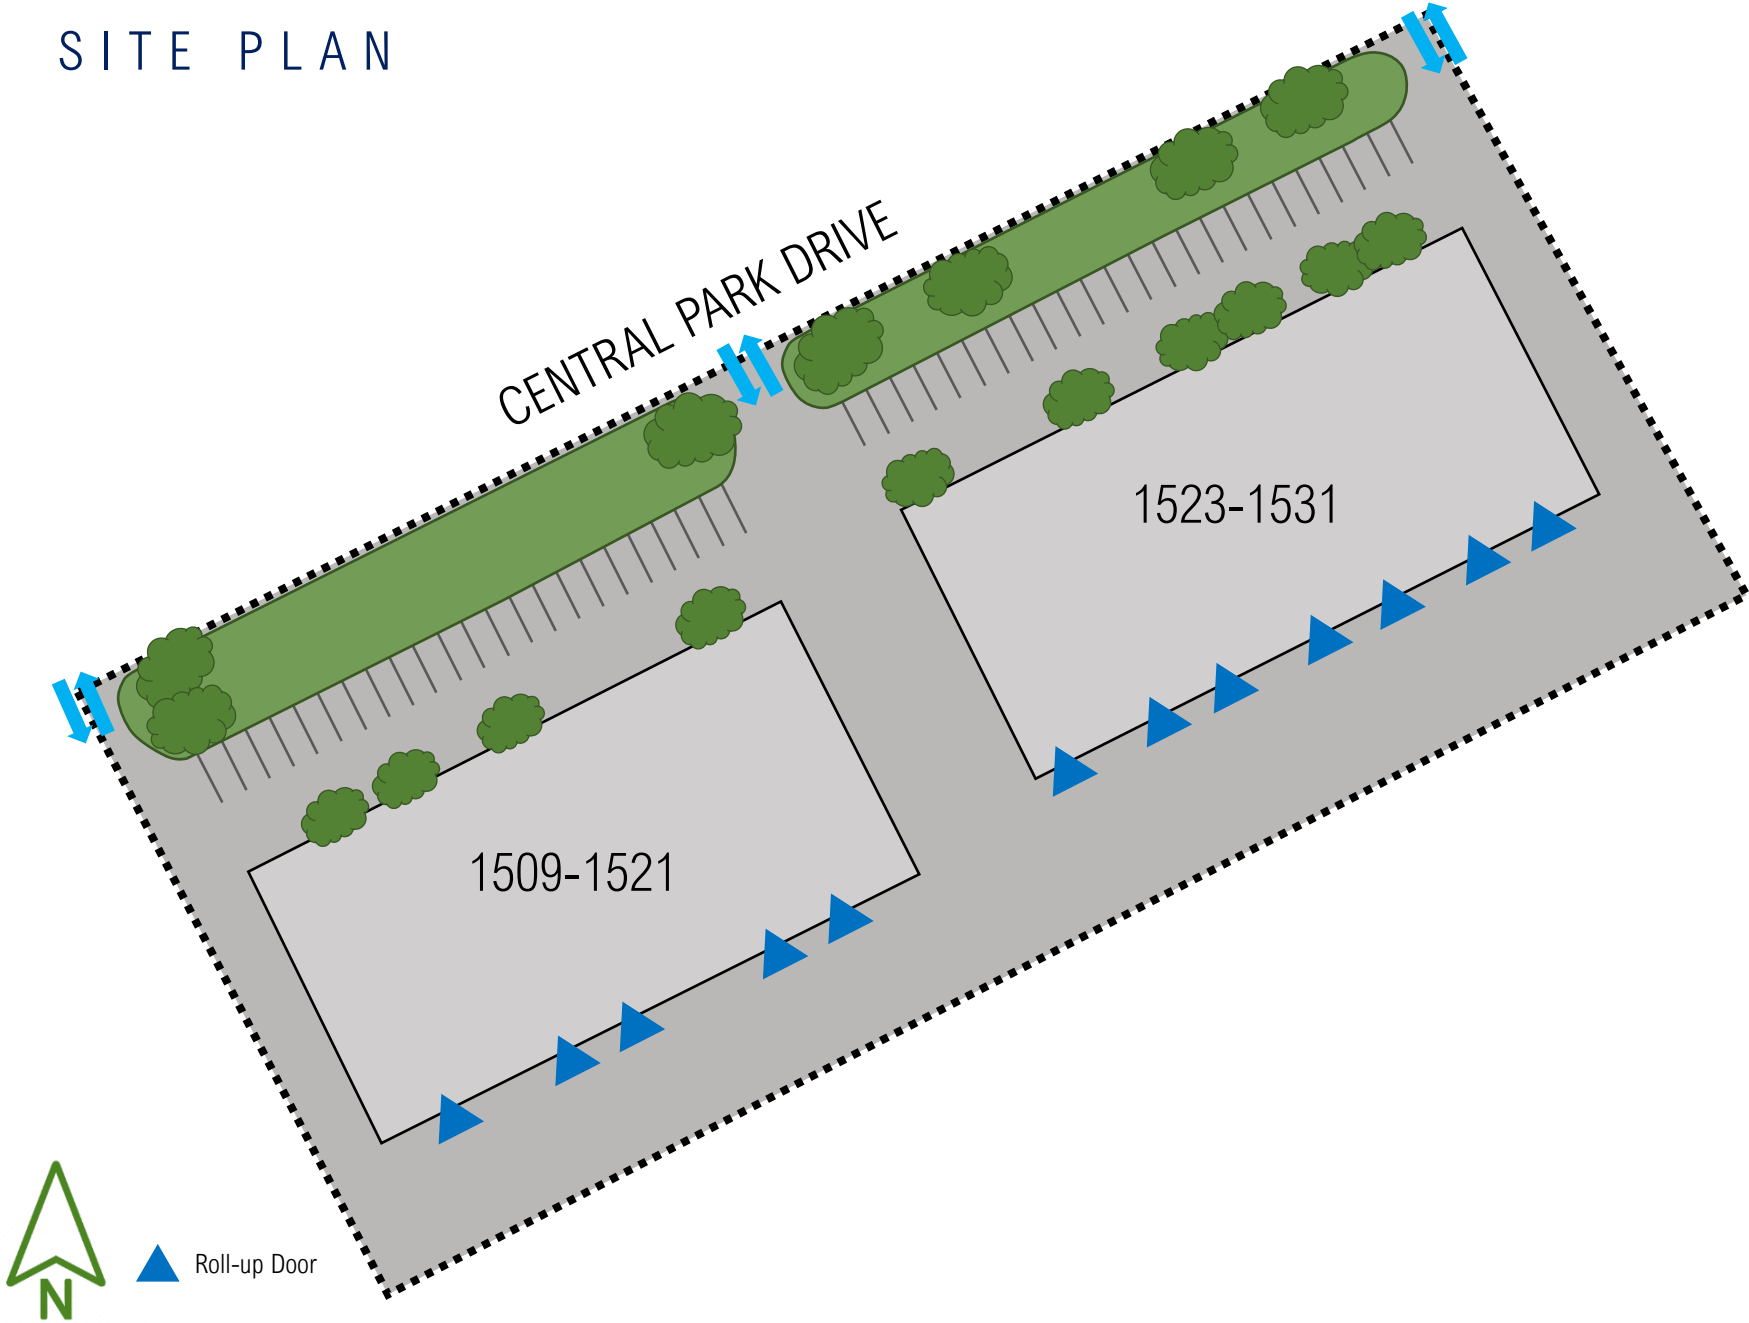 SITE PLAN
CENTRAL PARK DRIVE
1523-1531
1509-1521
N
Roll-up Door